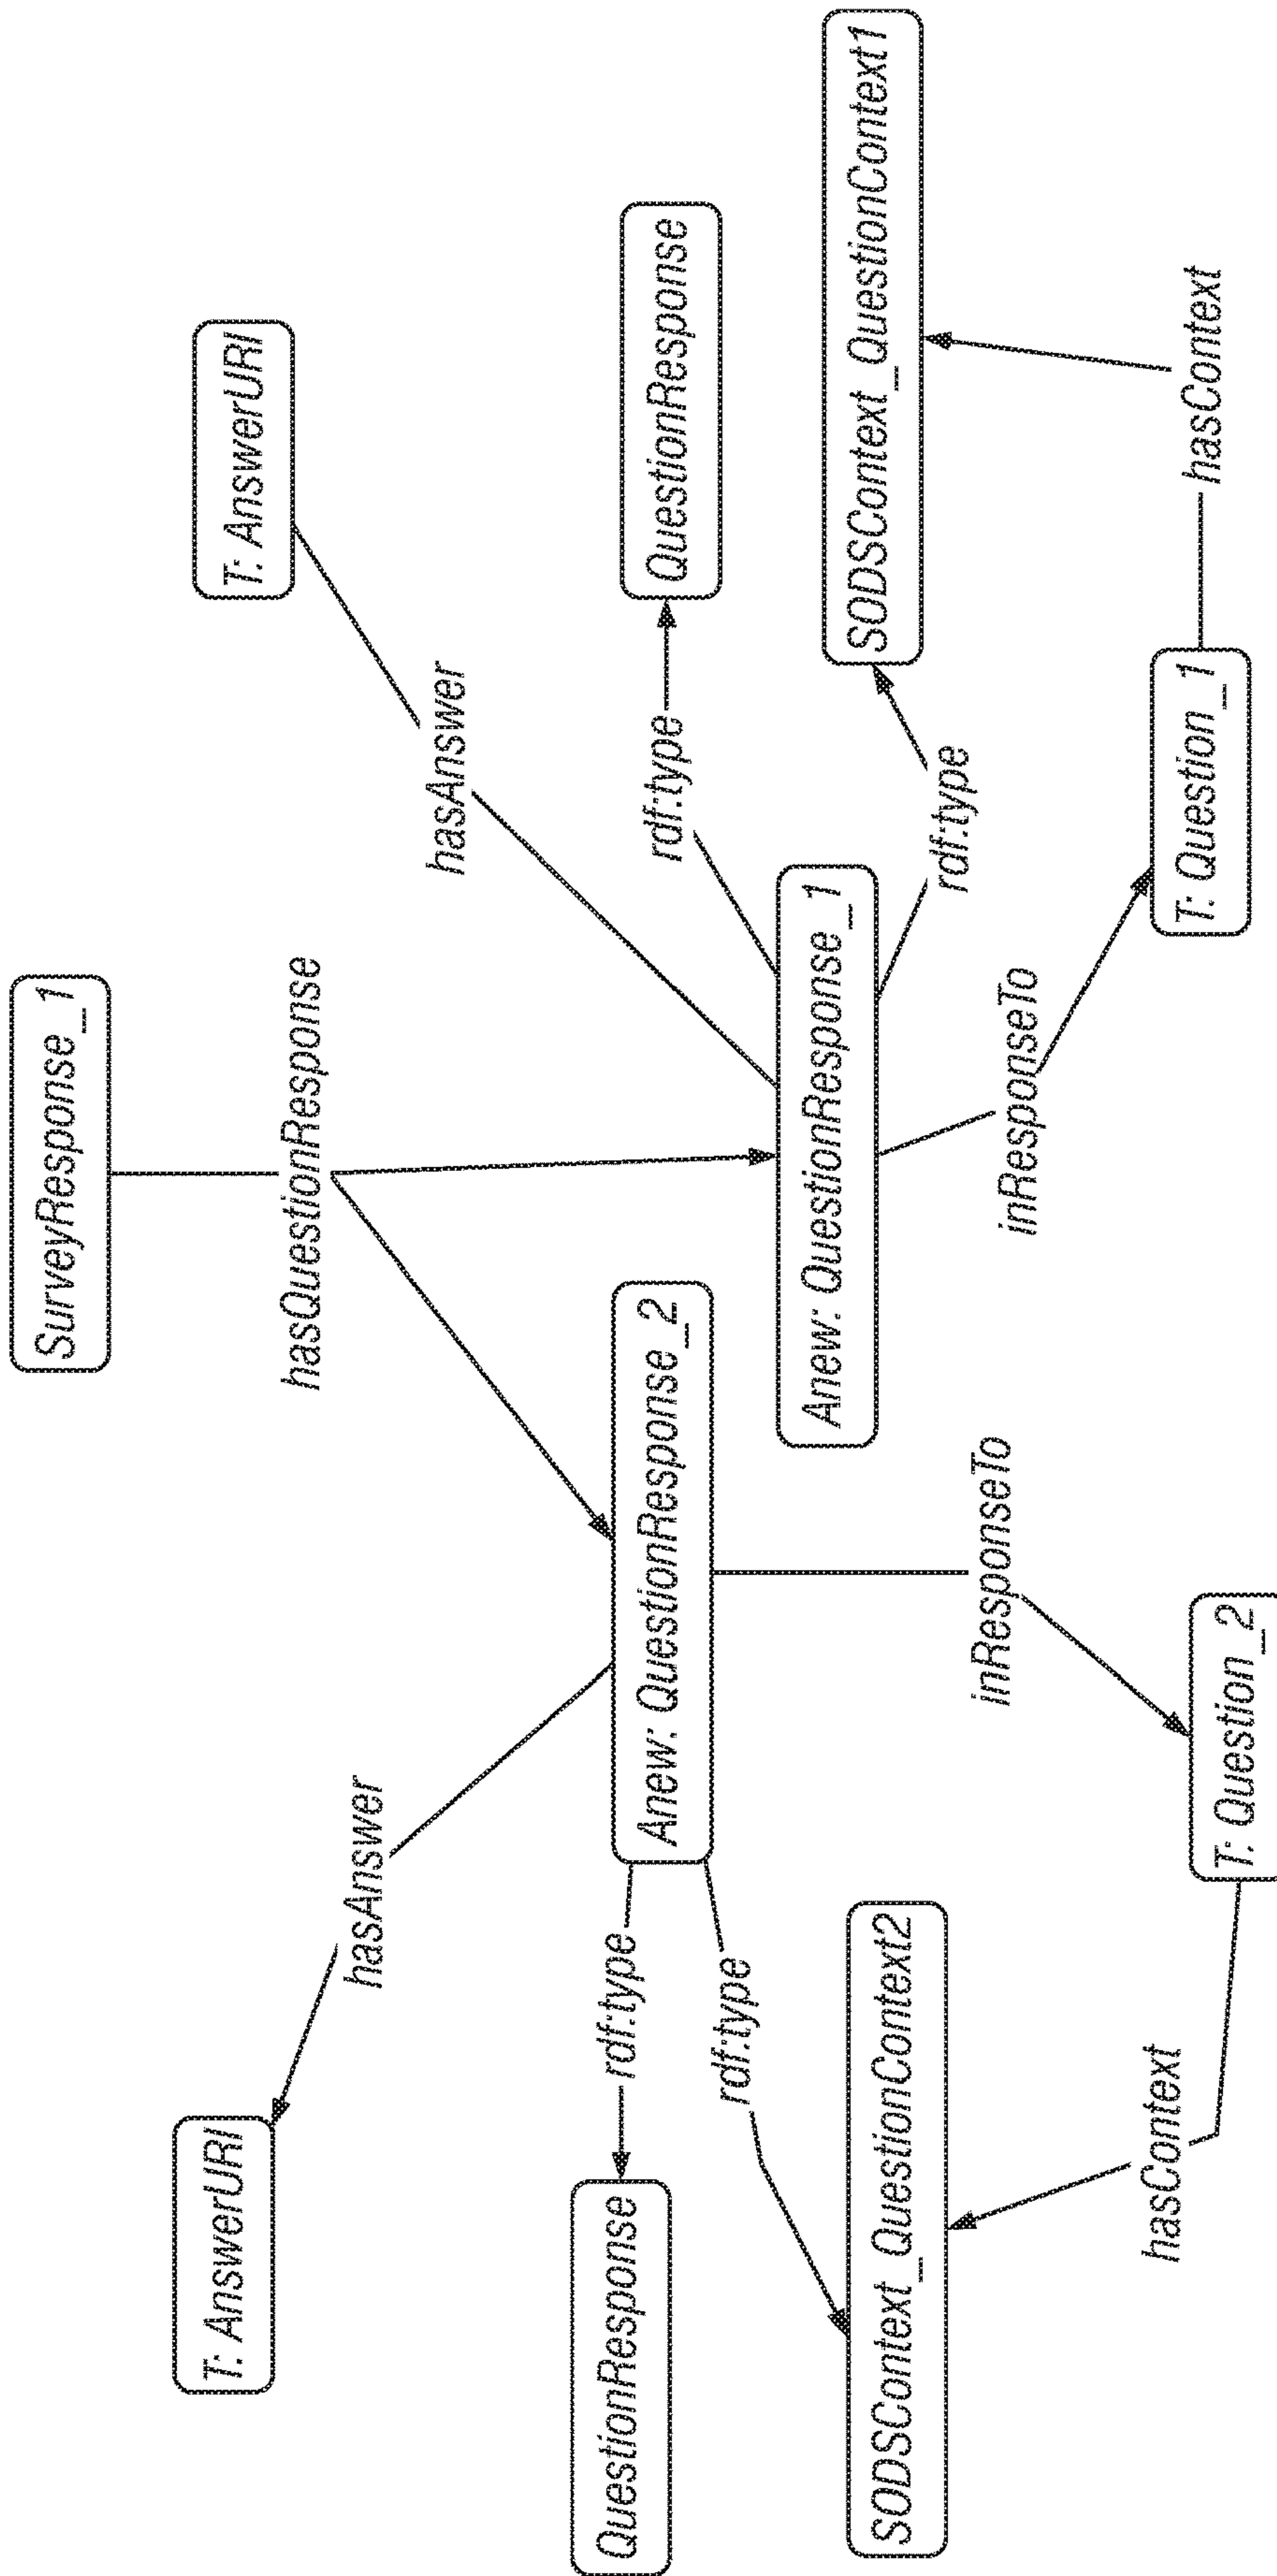 SurveyResponse_1
T: AnswerURI
T: AnswerURI
hasQuestionResponse
hasAnswer
hasAnswer
QuestionResponse
rdf:type
Anew: QuestionResponse_2
rdf:type
QuestionResponse
rdf:type
Anew: QuestionResponse_1
SODSContext_QuestionContext2
SODSContext_QuestionContext1
rdf:type
inResponseTo
inResponseTo
hasContext
T: Question_2
T: Question_1
hasContext